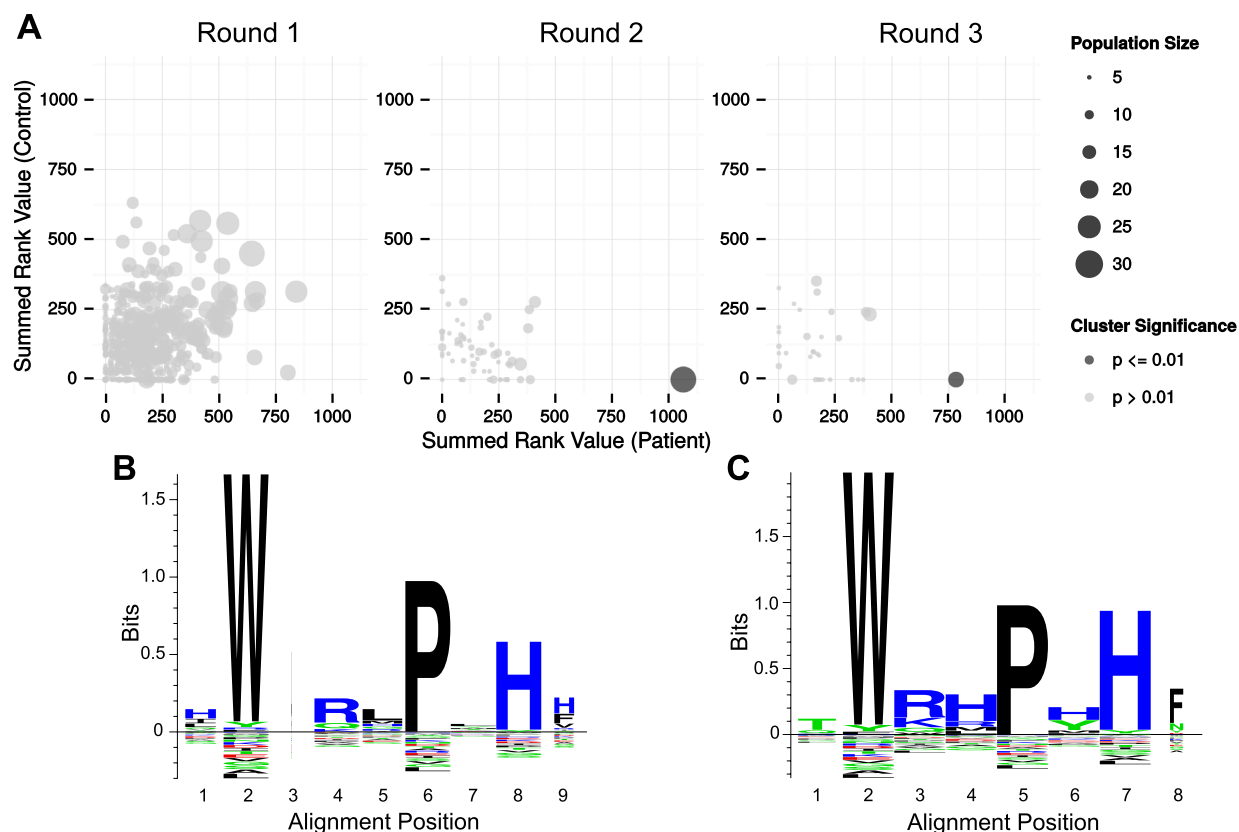 A
Round 1
Round 2
Round 3
Summed Rank Value (Control)
1000
750
500
250
0
0 250 500 750 1000
1000
750
500
250
0
0 250 500 750 1000
1000
750
500
250
0
0 250 500 750 1000
Summed Rank Value (Patient)
Population Size
5
10
15
20
25
30
Cluster Significance
p <= 0.01
p > 0.01
B
Bits
1.5
1.0
0.5
0
H W R L P H H
1 2 3 4 5 6 7 8 9
Alignment Position
C
Bits
1.5
1.0
0.5
0
T W R K H R P H Y H F
1 2 3 4 5 6 7 8
Alignment Position